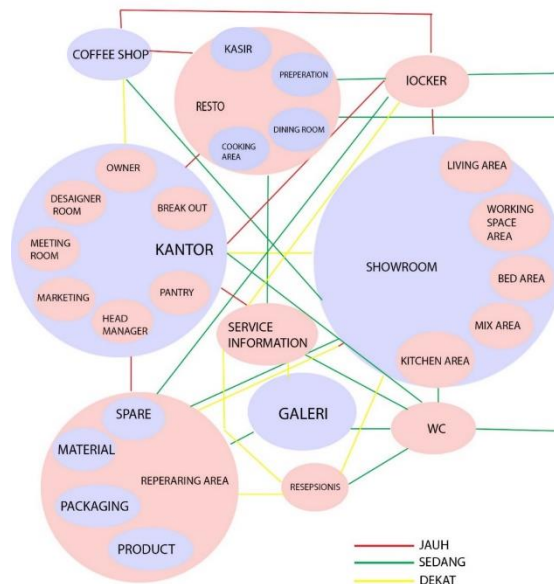 COFFEE SHOP
KASIR
PREPARATION
RESTO
DINING ROOM
COOKING
AREA
lOCKER
OWNER
DESAIGNER
ROOM
BREAK OUT
MEETING
ROOM
KANTOR
MARKETING
PANTRY
HEAD
MANAGER
LIVING AREA
WORKING
SPACE
AREA
SHOWROOM
BED AREA
MIX AREA
KITCHEN AREA
SERVICE
INFORMATION
GALERI
WC
SPARE
MATERIAL
REPERARING AREA
PACKAGING
PRODUCT
RESEPSIONIS
JAUH
SEDANG
DEKAT